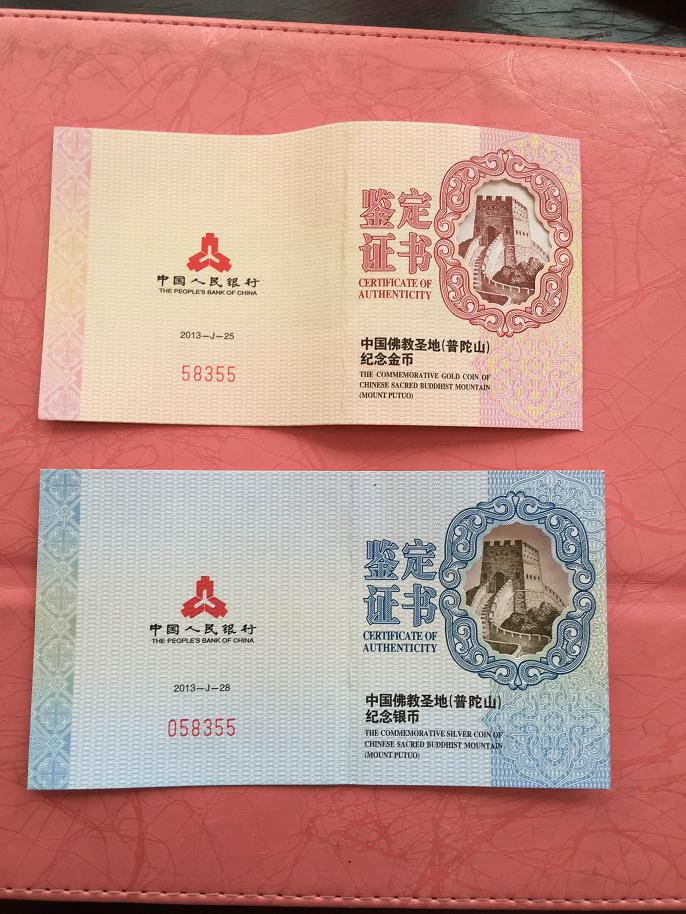 中国人民银行
THE PEOPLE'S BANK OF CHINA
2013—J—25
58355
鉴定
证书
CERTIFICATE OF
AUTHENTICITY
中国佛教圣地(普陀山)
纪念金币
THE COMMEMORATIVE GOLD COIN OF
CHINESE SACRED BUDDHIST MOUNTAIN
(MOUNT PUTUO)
中国人民银行
THE PEOPLE'S BANK OF CHINA
2013—J—28
058355
鉴定
证书
CERTIFICATE OF
AUTHENTICITY
中国佛教圣地(普陀山)
纪念银币
THE COMMEMORATIVE SILVER COIN OF
CHINESE SACRED BUDDHIST MOUNTAIN
(MOUNT PUTUO)